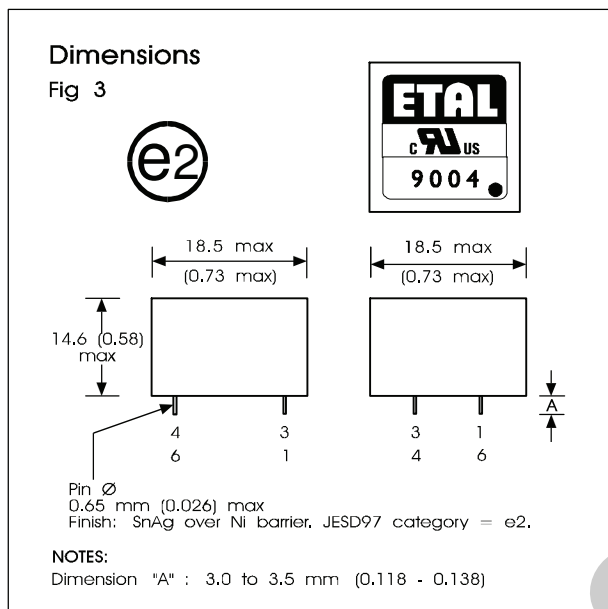 Dimensions
Fig 3
e2
ETAL
c RU US
9004
18.5 max
(0.73 max)
18.5 max
(0.73 max)
14.6 (0.58)
max
A
4 3
6 1
3 1
4 6
Pin Ø
0.65 mm (0.026) max
Finish: SnAg over Ni barrier. JESD97 category = e2.
NOTES:
Dimension "A" : 3.0 to 3.5 mm (0.118 - 0.138)